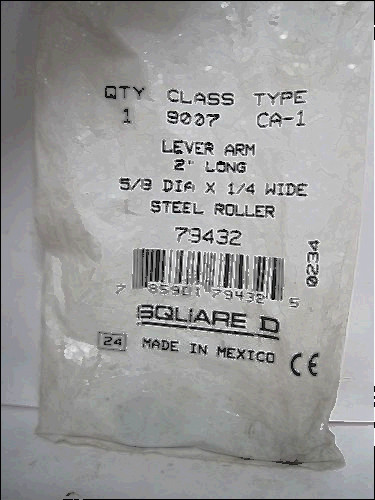 QTY CLASS TYPE
1 9007 CA-1
LEVER ARM
2" LONG
5/8 DIA X 1/4 WIDE
STEEL ROLLER
79432
0234
7 85901 79432 5
SQUARE D
24 MADE IN MEXICO CE